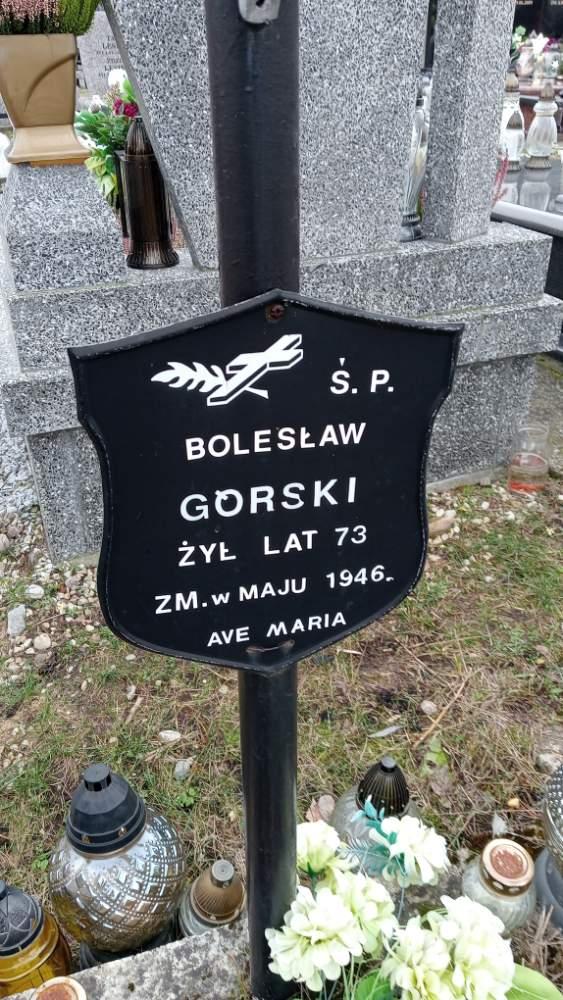 Ś. P.
BOLESŁAW
GÓRSKI
ŻYŁ LAT 73
ZM. w MAJU 1946.
AVE MARIA